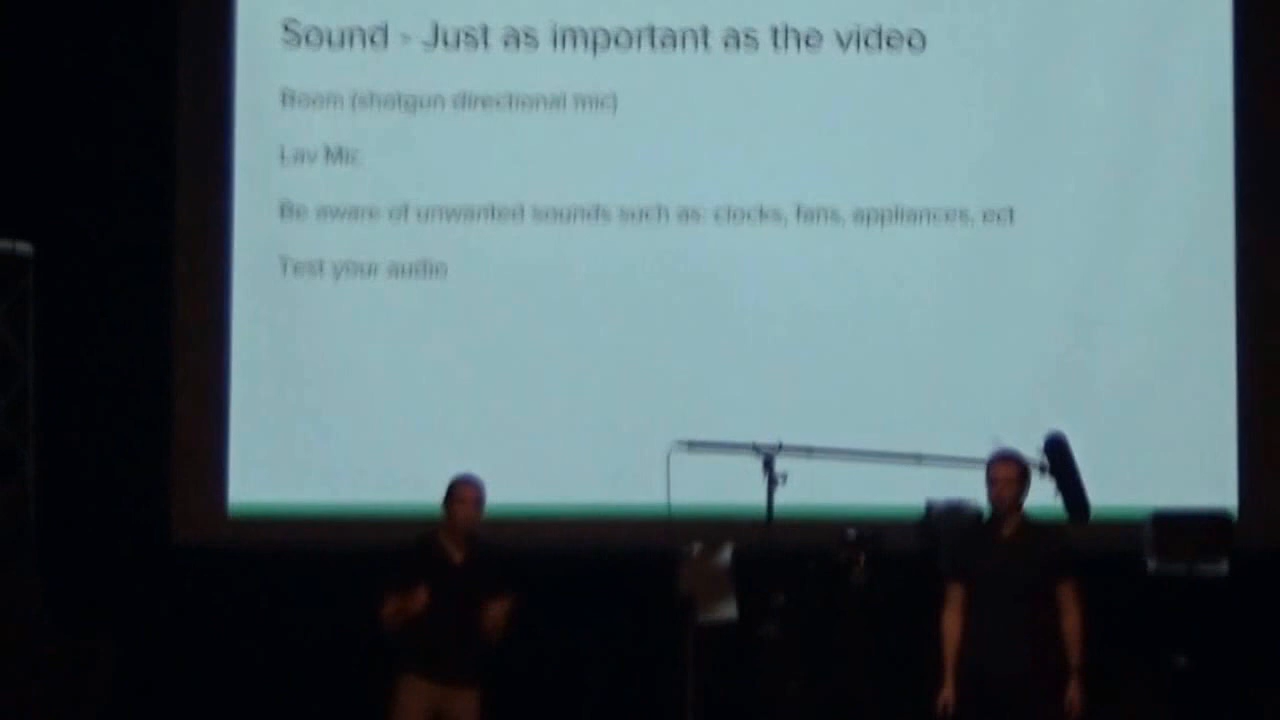 Sound - Just as important as the video
Boom (shotgun directional mic)
Lav Mic
Be aware of unwanted sounds such as: clocks, fans, appliances, ect
Test your audio